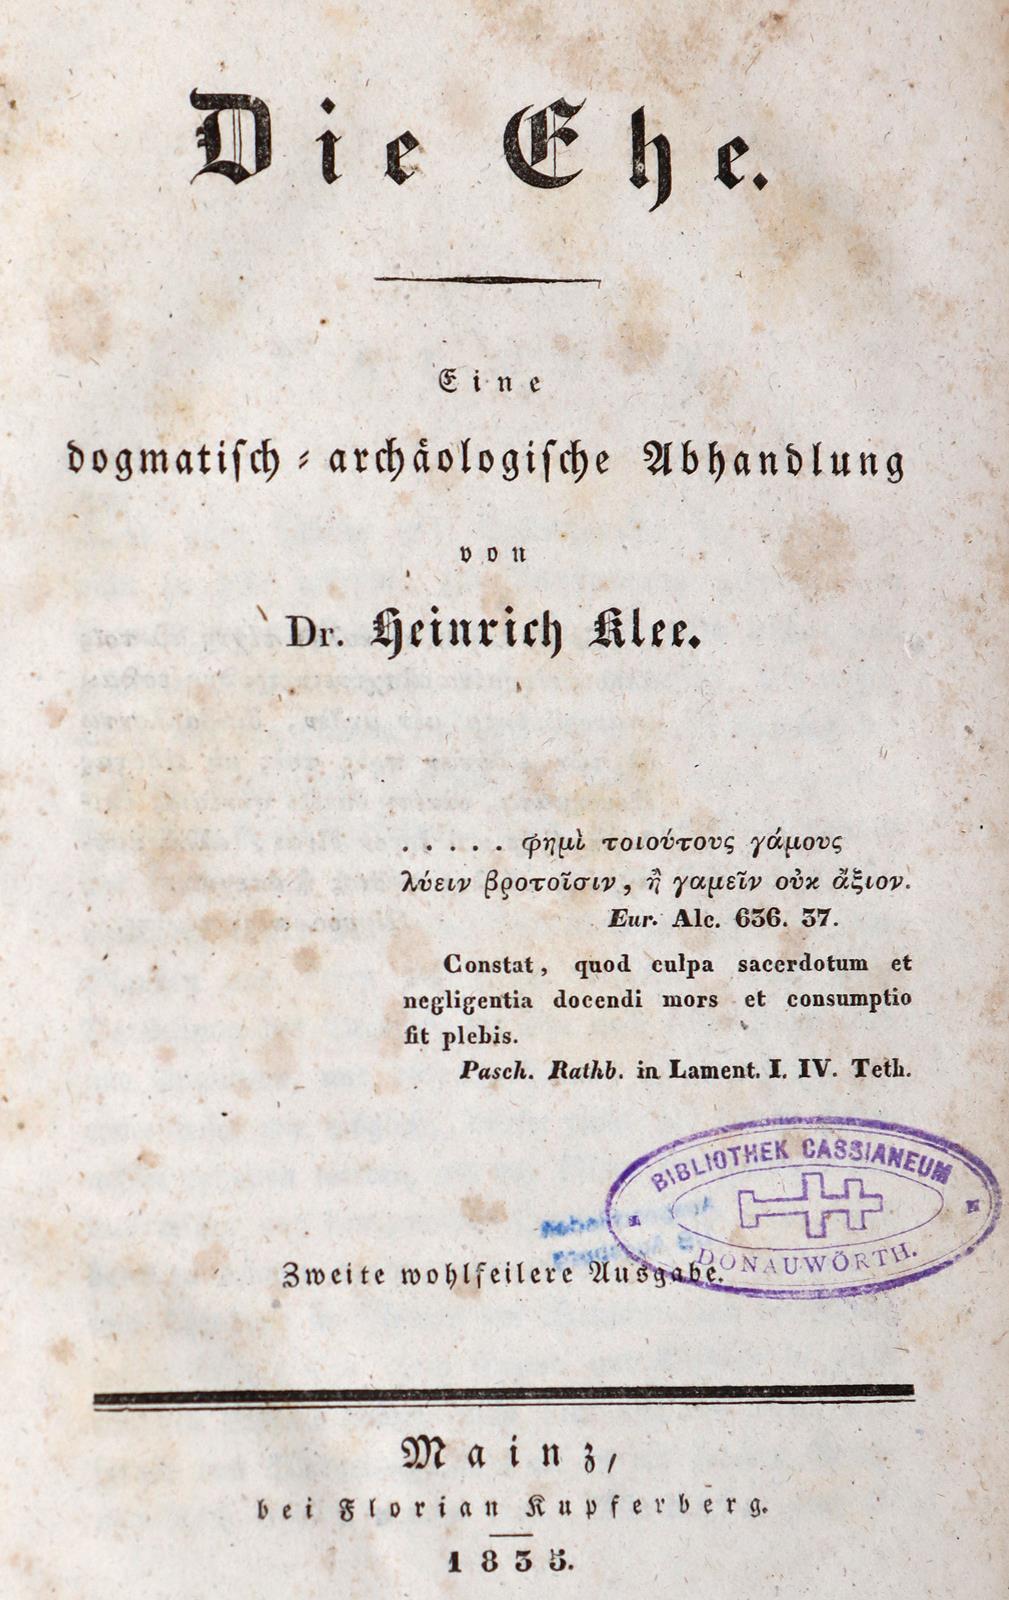 Die Ehe.
Eine
dogmatisch-archäologische Abhandlung
von
Dr. Heinrich Klee.
. . . . . φημὶ τοιούτους γάμους
λύειν βροτοῖσιν, ἢ γαμεῖν οὐκ ἄξιον.
Eur. Alc. 636. 37.
Constat, quod culpa sacerdotum et
negligentia docendi mors et consumptio
fit plebis.
Pasch. Rathb. in Lament. I. IV. Teth.
BIBLIOTHEK CASSIANEUM
DONAUWÖRTH.
Zweite wohlfeilere Ausgabe.
Mainz,
bei Florian Kupferberg.
1835.